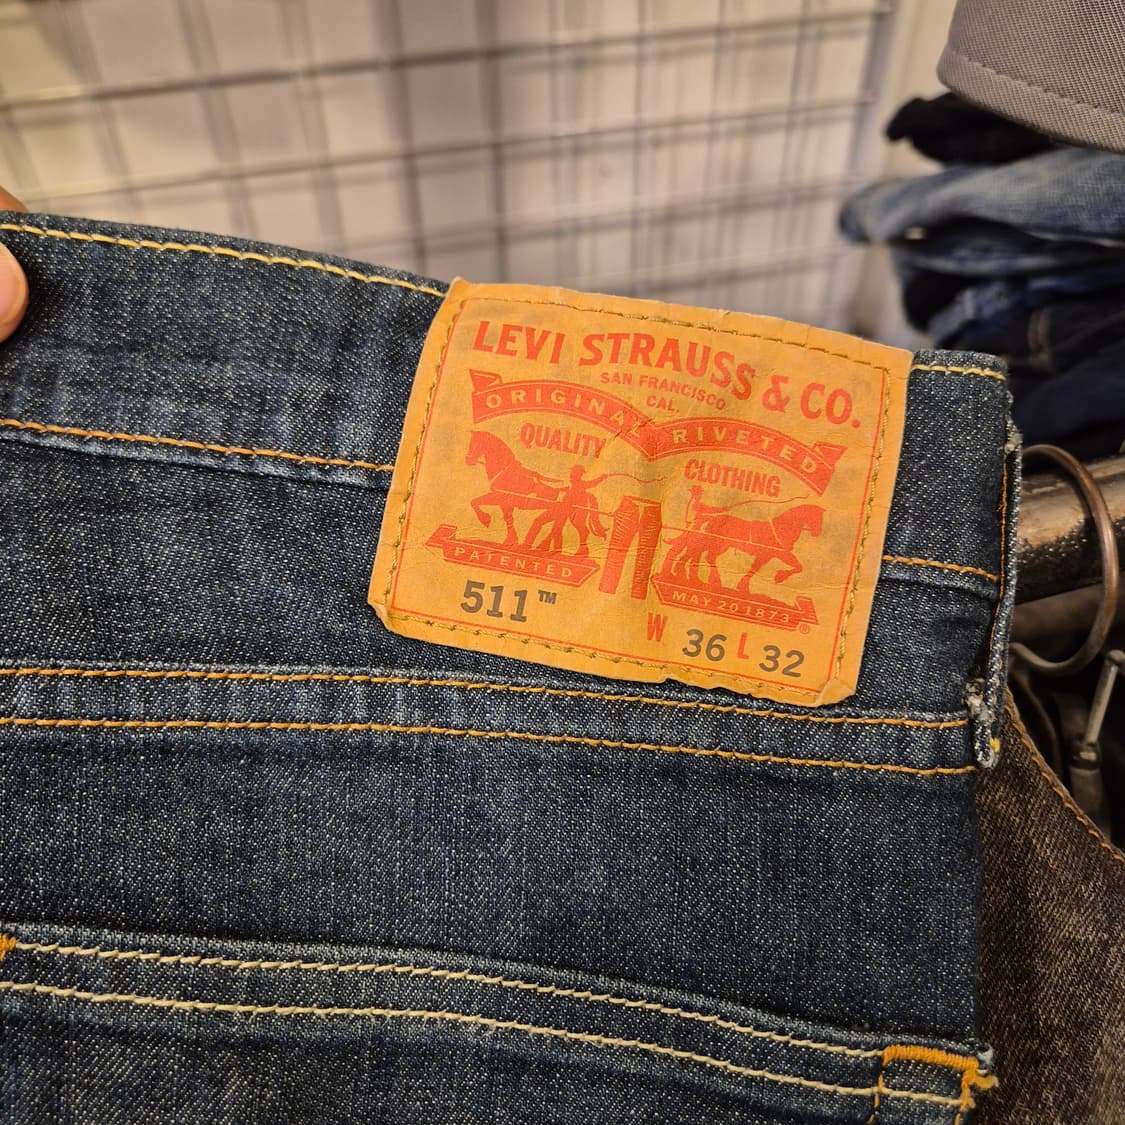 LEVI STRAUSS & CO.
SAN FRANCISCO
CAL.
ORIGINAL RIVETED
QUALITY CLOTHING
PATENTED MAY 20 1873 ®
511™
W 36 L 32